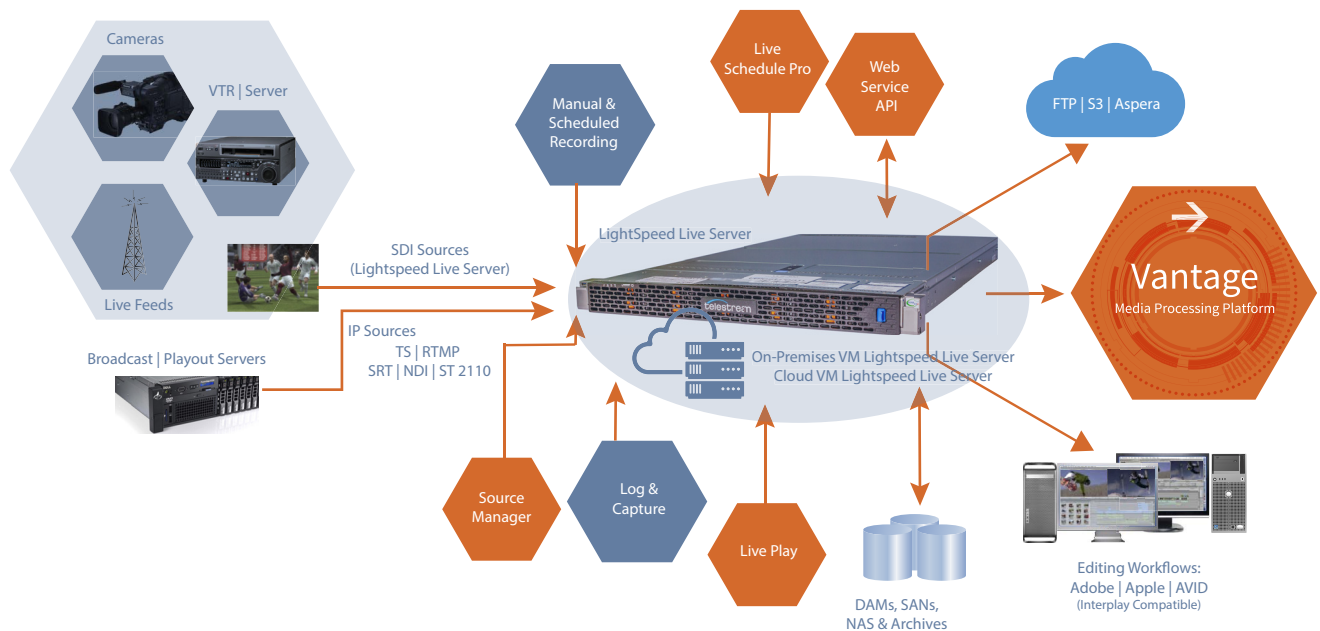 Cameras
VTR | Server
Live Feeds
SDI Sources
(Lightspeed Live Server)
Broadcast | Playout Servers
IP Sources
TS | RTMP
SRT | NDI | ST 2110
Manual &
Scheduled
Recording
Live
Schedule Pro
Web
Service
API
FTP | S3 | Aspera
LightSpeed Live Server
telestream
On-Premises VM Lightspeed Live Server
Cloud VM Lightspeed Live Server
Vantage
Media Processing Platform
Source
Manager
Log &
Capture
Live Play
DAMs, SANs,
NAS & Archives
Editing Workflows:
Adobe | Apple | AVID
(Interplay Compatible)